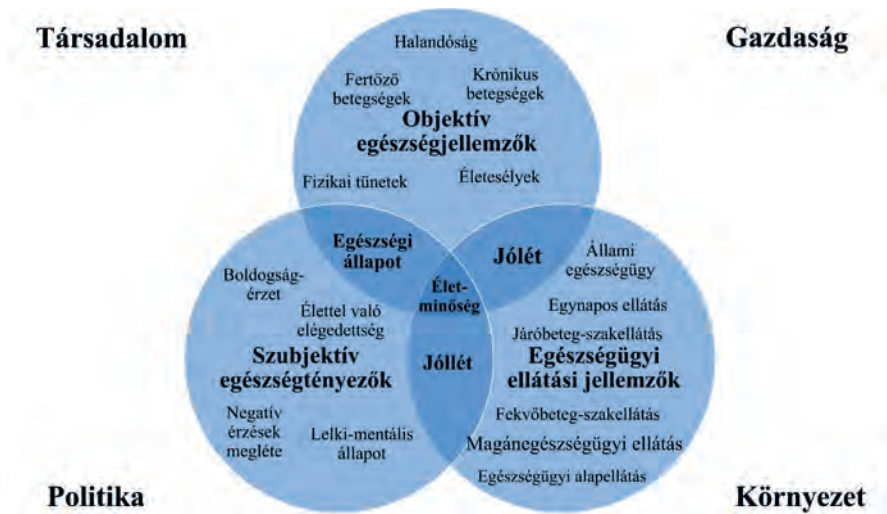 Társadalom
Gazdaság
Halandóság
Fertőző
betegségek
Krónikus
betegségek
Objektív
egészségjellemzők
Fizikai tünetek
Életesélyek
Egészségi
állapot
Jólét
Állami
egészségügy
Boldogság-
érzet
Élet-
minőség
Egynapos ellátás
Élettel való
elégedettség
Járóbeteg-szakellátás
Szubjektív
egészségtényezők
Jóllét
Egészségügyi
ellátási jellemzők
Negatív
érzések
megléte
Lelki-mentális
állapot
Fekvőbeteg-szakellátás
Magánegészségügyi ellátás
Egészségügyi alapellátás
Politika
Környezet